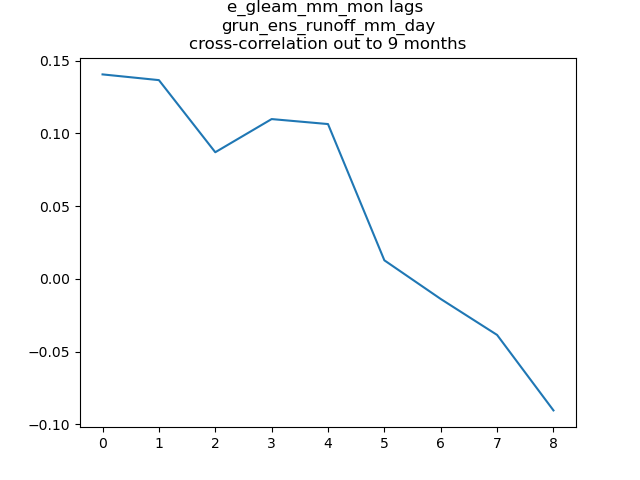 e_gleam_mm_mon lags
grun_ens_runoff_mm_day
cross-correlation out to 9 months
0.15
0.10
0.05
0.00
−0.05
−0.10
0 1 2 3 4 5 6 7 8